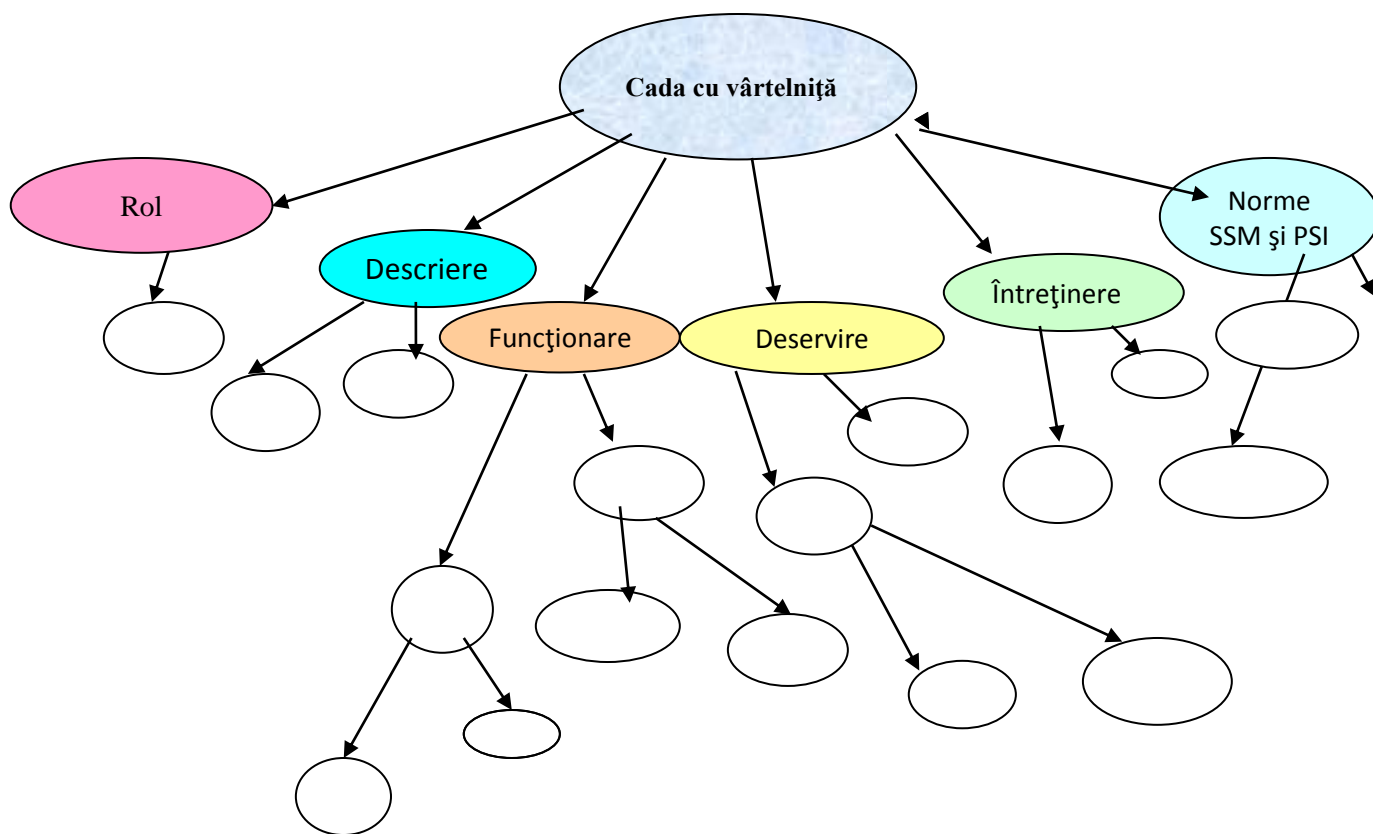 Cada cu vârtelniţă
Rol
Norme
SSM şi PSI
Descriere
Întreţinere
Funcţionare
Deservire